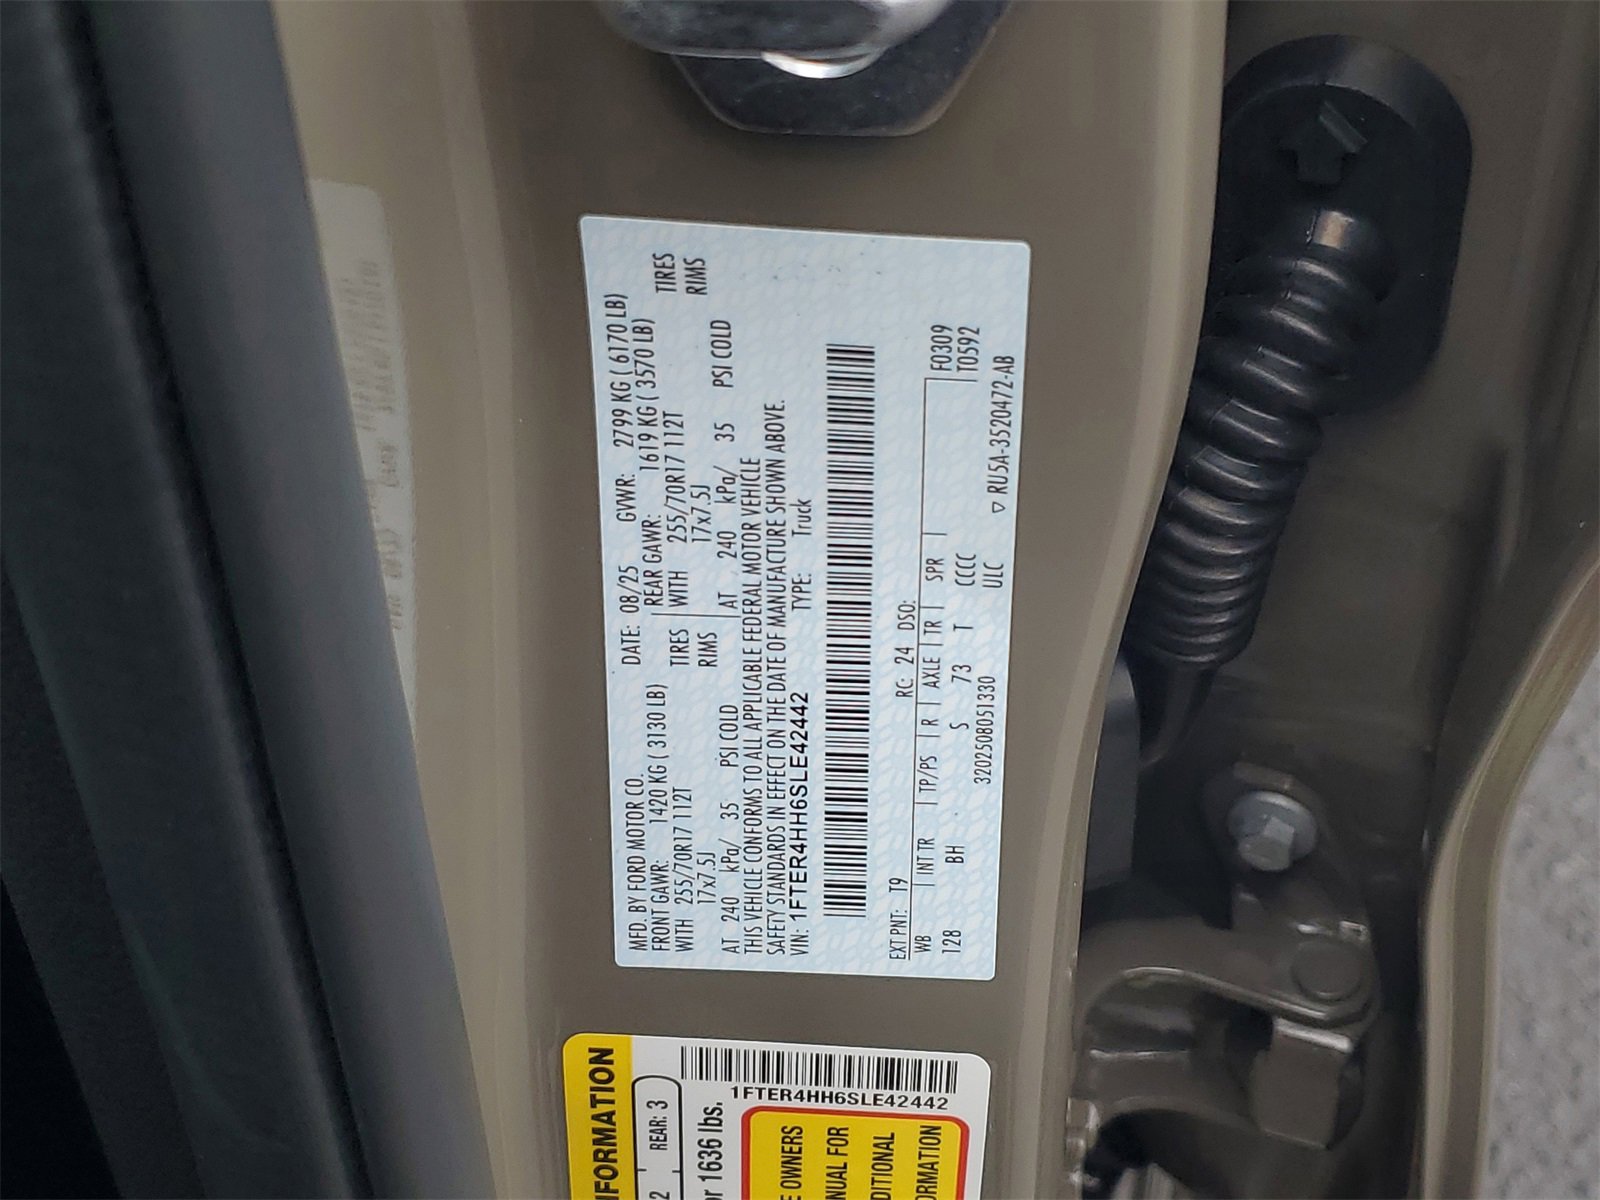 MFD. BY FORD MOTOR CO. DATE: 08/25 GVWR: 2799 KG ( 6170 LB)
FRONT GAWR: 1420 KG ( 3130 LB) REAR GAWR: 1619 KG ( 3570 LB)
WITH 255/70R17 112T TIRES WITH 255/70R17 112T TIRES
17x7.5J RIMS 17x7.5J RIMS
AT 240 kPa/ 35 PSI COLD AT 240 kPa/ 35 PSI COLD
THIS VEHICLE CONFORMS TO ALL APPLICABLE FEDERAL MOTOR VEHICLE
SAFETY STANDARDS IN EFFECT ON THE DATE OF MANUFACTURE SHOWN ABOVE.
VIN: 1FTER4HH6SLE42442 TYPE: Truck
EXT PNT: T9 RC: 24 DSO:
WB INT TR TP/PS R AXLE TR SPR F0309
128 BH S 73 T CCCC T0592
3202508051330 ULC
RU5A-3520472-AB
FORMATION
2 REAR: 3
or 1636 lbs.
1FTER4HH6SLE42442
E OWNERS
NUAL FOR
DITIONAL
ORMATION